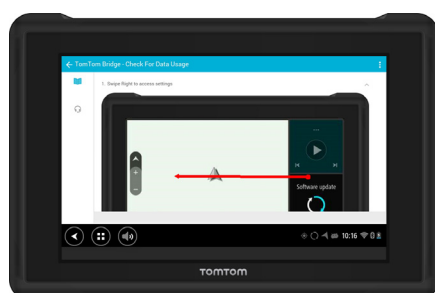 TomTom Bridge - Check For Data Usage
1. Swipe Right to access settings.
Software update
10:16
TOMTOM